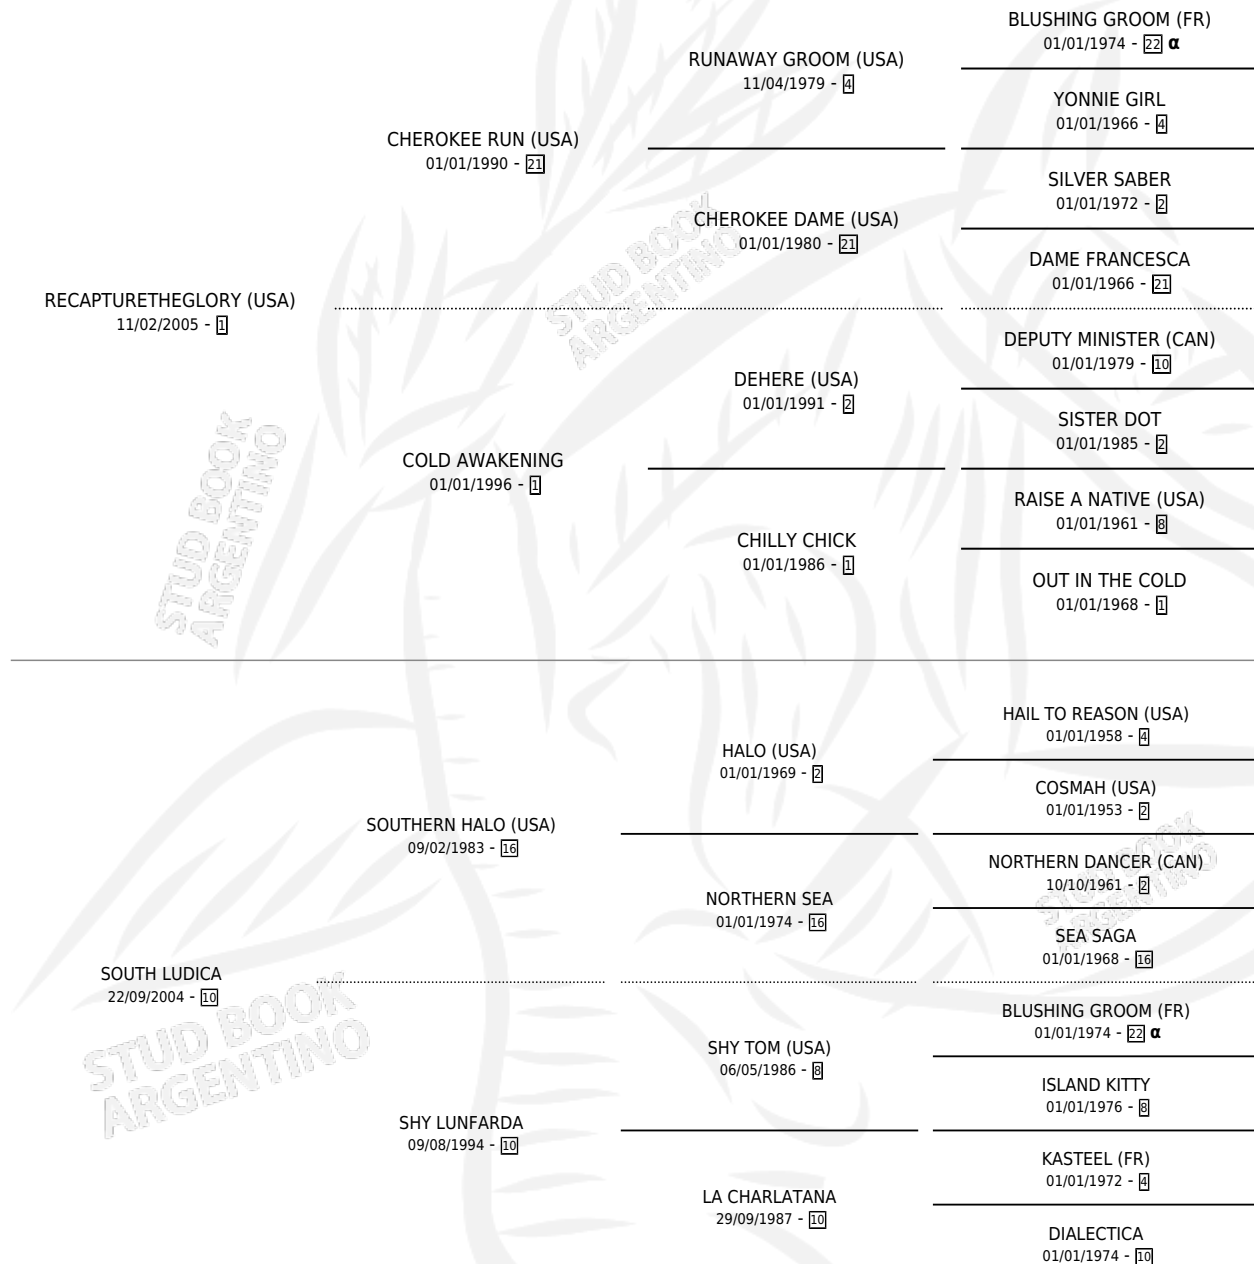 BLUSHING GROOM (FR)
01/01/1974 - 22 α
RUNAWAY GROOM (USA)
11/04/1979 - 4
YONNIE GIRL
01/01/1966 - 4
CHEROKEE RUN (USA)
01/01/1990 - 21
SILVER SABER
01/01/1972 - 2
CHEROKEE DAME (USA)
01/01/1980 - 21
DAME FRANCESCA
01/01/1966 - 21
RECAPTURETHEGLORY (USA)
11/02/2005 - 1
STUD BOOK
ARGENTINO
DEPUTY MINISTER (CAN)
01/01/1979 - 10
DEHERE (USA)
01/01/1991 - 2
SISTER DOT
01/01/1985 - 2
COLD AWAKENING
01/01/1996 - 1
RAISE A NATIVE (USA)
01/01/1961 - 8
CHILLY CHICK
01/01/1986 - 1
OUT IN THE COLD
01/01/1968 - 1
STUD BOOK
ARGENTINO
HAIL TO REASON (USA)
01/01/1958 - 4
HALO (USA)
01/01/1969 - 2
COSMAH (USA)
01/01/1953 - 2
SOUTHERN HALO (USA)
09/02/1983 - 16
NORTHERN DANCER (CAN)
10/10/1961 - 2
STUD BOOK
ARGENTINO
NORTHERN SEA
01/01/1974 - 16
SEA SAGA
01/01/1968 - 16
SOUTH LUDICA
22/09/2004 - 10
STUD BOOK
ARGENTINO
BLUSHING GROOM (FR)
01/01/1974 - 22 α
SHY TOM (USA)
06/05/1986 - 8
ISLAND KITTY
01/01/1976 - 8
SHY LUNFARDA
09/08/1994 - 10
KASTEEL (FR)
01/01/1972 - 4
LA CHARLATANA
29/09/1987 - 10
DIALECTICA
01/01/1974 - 10